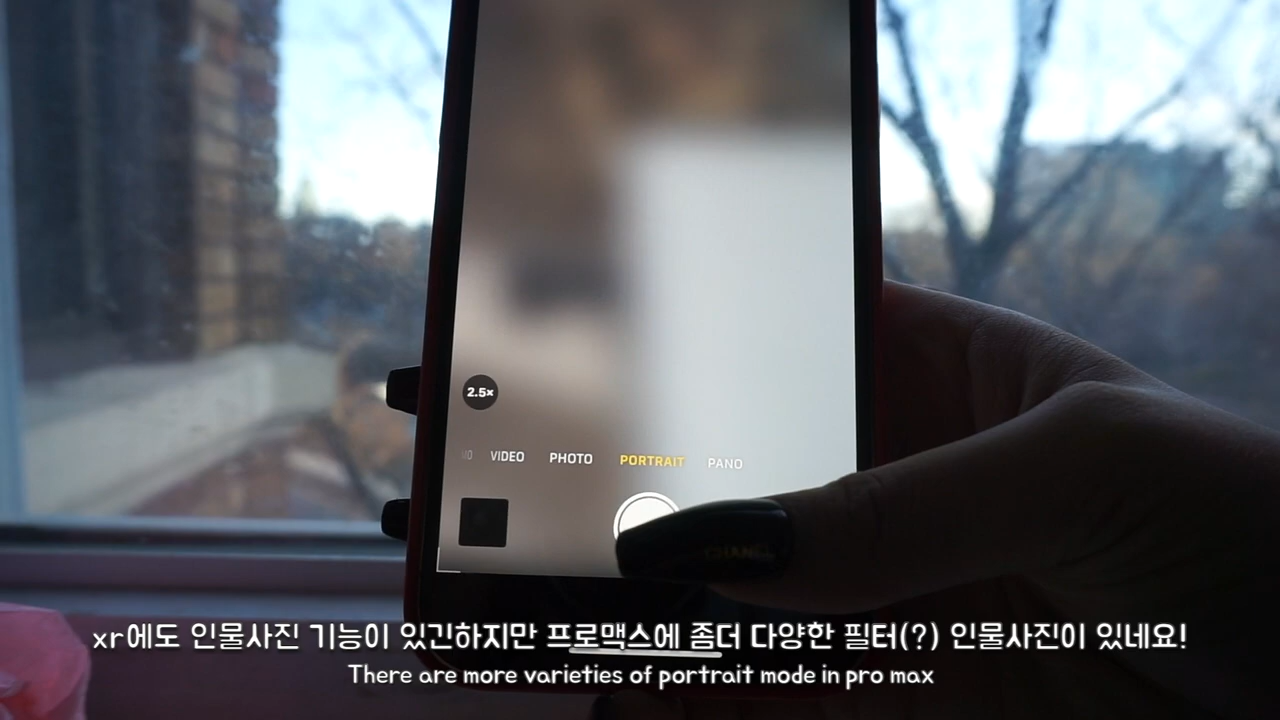 2.5×
VIDEO PHOTO PORTRAIT PANO
CHANEL
xr에도 인물사진 기능이 있긴하지만 프로맥스에 좀더 다양한 필터(?) 인물사진이 있네요!
There are more varieties of portrait mode in pro max